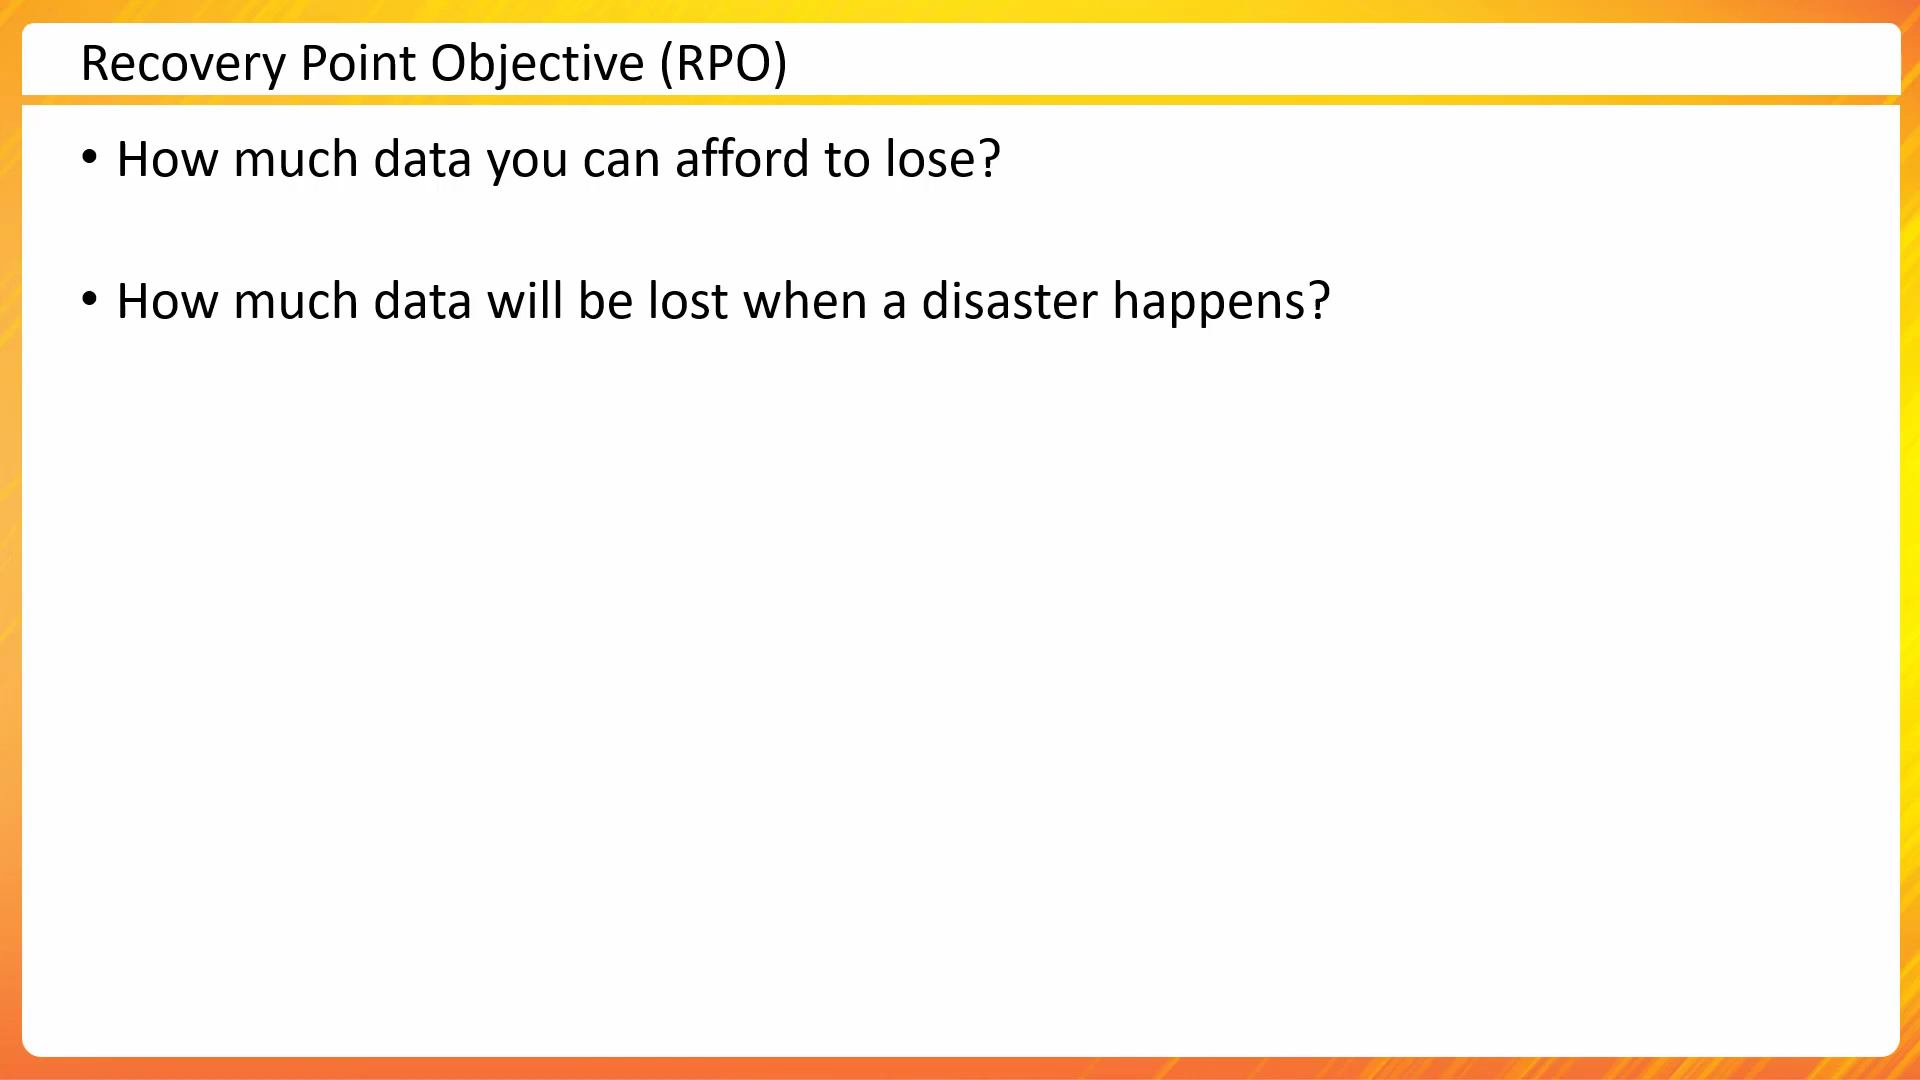 Recovery Point Objective (RPO)
• How much data you can afford to lose?
• How much data will be lost when a disaster happens?